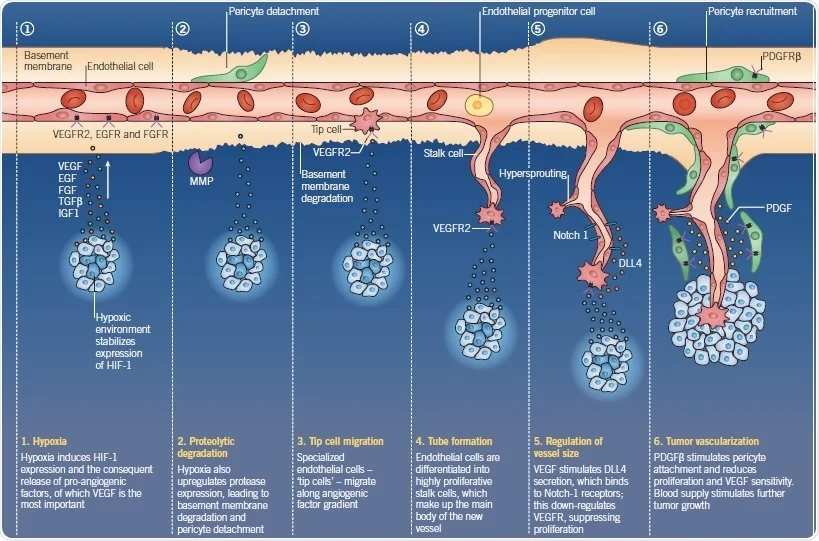 ①
②
Pericyte detachment
③
④
Endothelial progenitor cell
⑤
⑥
Pericyte recruitment
Basement
membrane
Endothelial cell
PDGFRβ
VEGFR2, EGFR and FGFR
Tip cell
VEGFR2
Stalk cell
VEGF
EGF
FGF
TGFβ
IGF1
MMP
Basement
membrane
degradation
Hypersprouting
VEGFR2
Notch 1
PDGF
DLL4
Hypoxic
environment
stabilizes
expression
of HIF-1
1. Hypoxia
Hypoxia induces HIF-1
expression and the consequent
release of pro-angiogenic
factors, of which VEGF is the
most important
2. Proteolytic
degradation
Hypoxia also
upregulates protease
expression, leading to
basement membrane
degradation and
pericyte detachment
3. Tip cell migration
Specialized
endothelial cells –
‘tip cells’ – migrate
along angiogenic
factor gradient
4. Tube formation
Endothelial cells are
differentiated into
highly proliferative
stalk cells, which
make up the main
body of the new
vessel
5. Regulation of
vessel size
VEGF stimulates DLL4
secretion, which binds
to Notch-1 receptors;
this down-regulates
VEGFR, suppressing
proliferation
6. Tumor vascularization
PDGFβ stimulates pericyte
attachment and reduces
proliferation and VEGF sensitivity.
Blood supply stimulates further
tumor growth